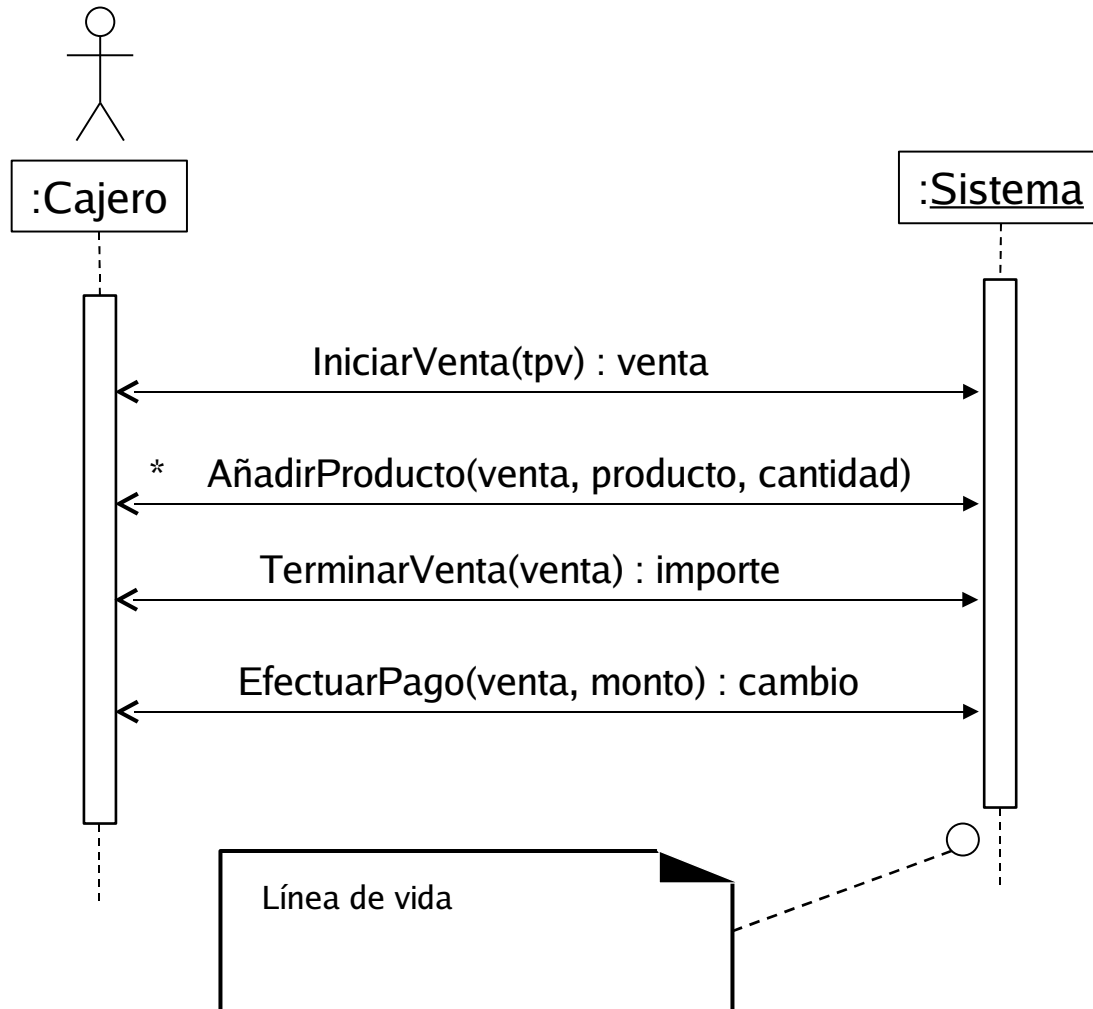 :Cajero
:Sistema
IniciarVenta(tpv) : venta
* AñadirProducto(venta, producto, cantidad)
TerminarVenta(venta) : importe
EfectuarPago(venta, monto) : cambio
Línea de vida